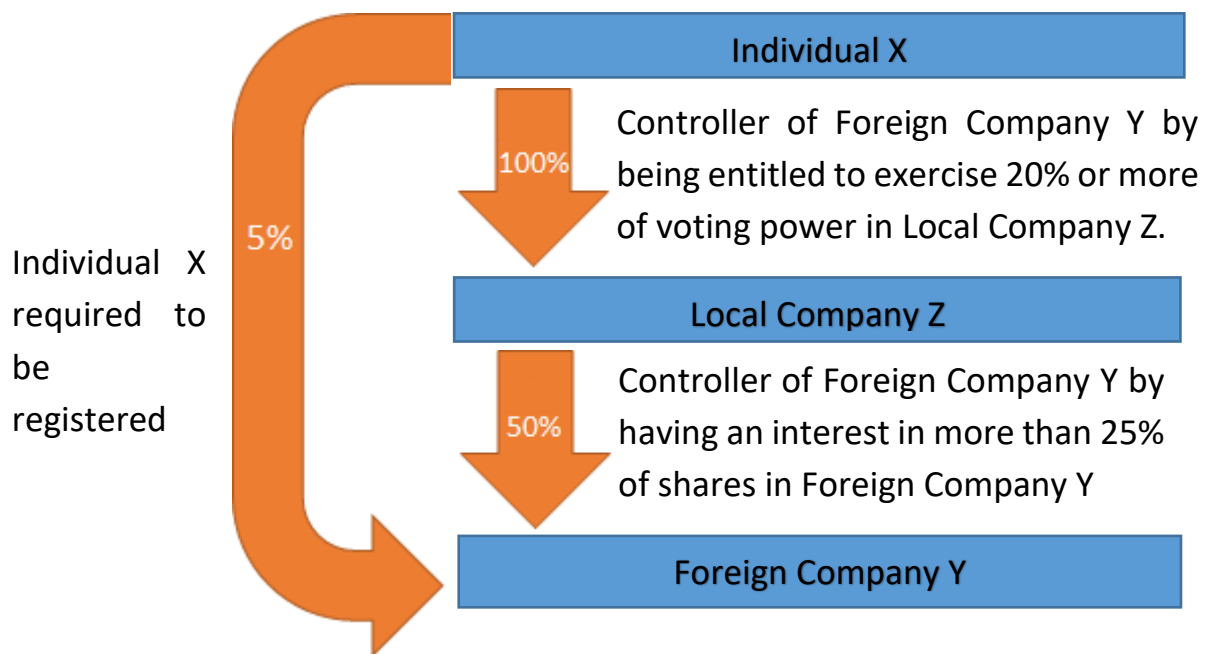 Individual X
100%
Controller of Foreign Company Y by
being entitled to exercise 20% or more
of voting power in Local Company Z.
5%
Individual X
required to
be
registered
Local Company Z
50%
Controller of Foreign Company Y by
having an interest in more than 25%
of shares in Foreign Company Y
Foreign Company Y